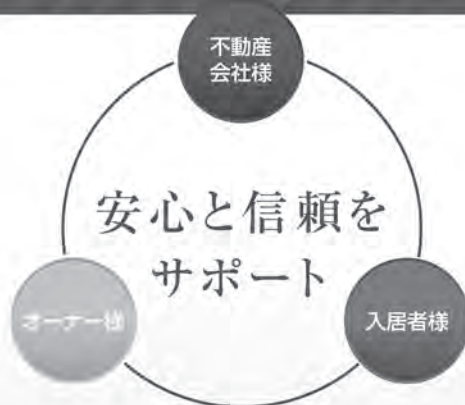 不動産
会社様
安心と信頼を
サポート
オーナー様
入居者様